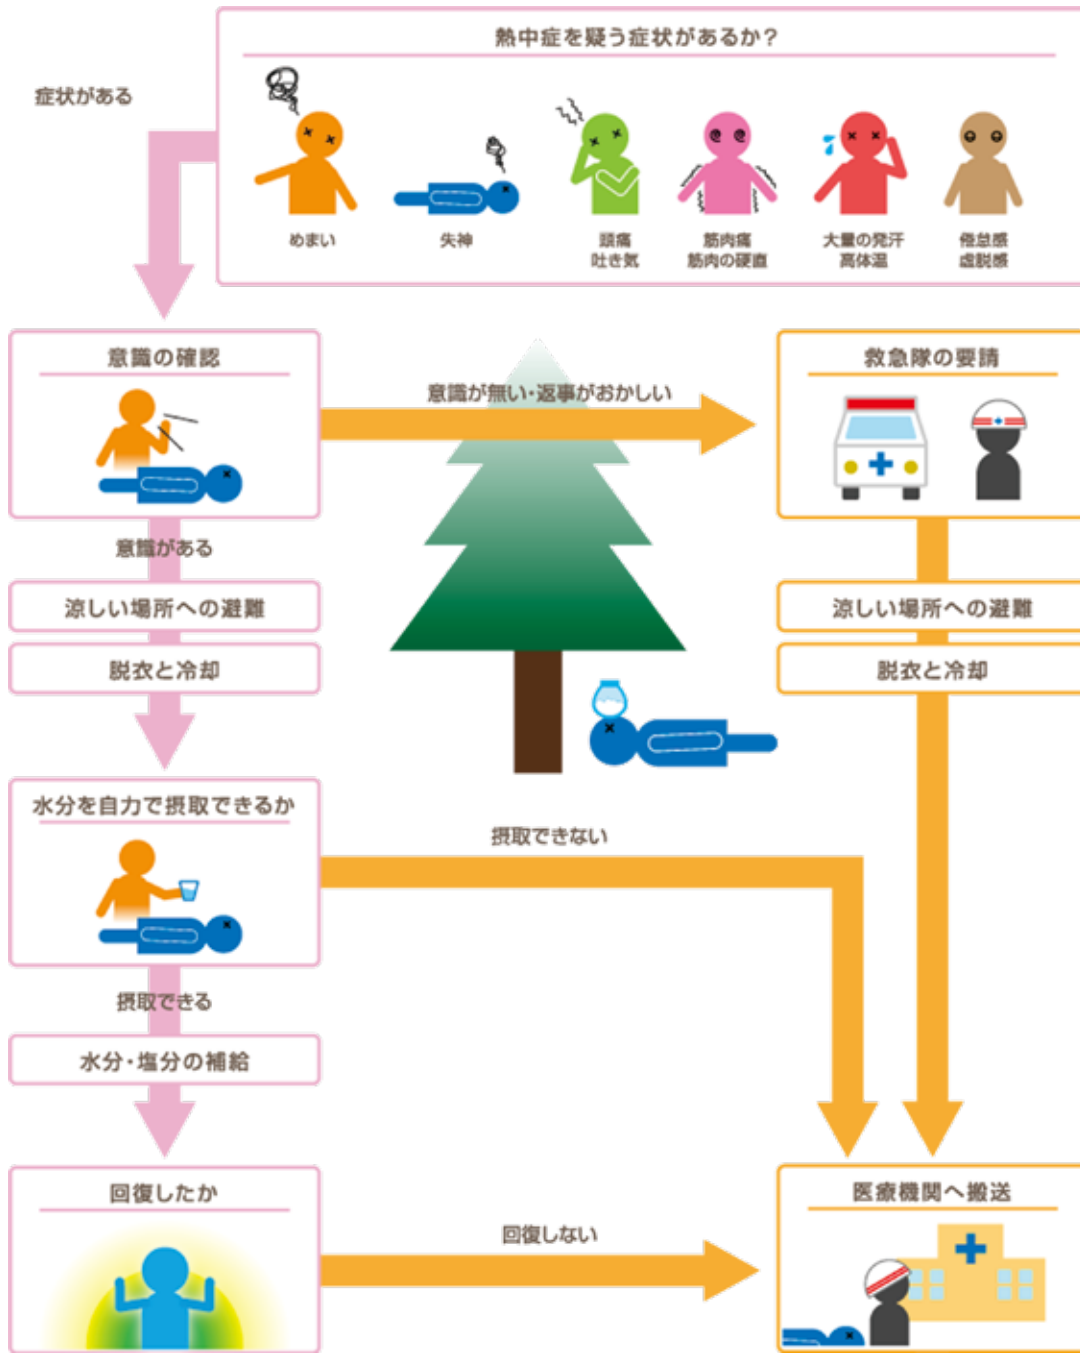 熱中症を疑う症状があるか？
症状がある
めまい
失神
頭痛
吐き気
筋肉痛
筋肉の硬直
大量の発汗
高体温
倦怠感
虚脱感
意識の確認
意識が無い・返事がおかしい
救急隊の要請
意識がある
涼しい場所への避難
脱衣と冷却
涼しい場所への避難
脱衣と冷却
水分を自力で摂取できるか
摂取できない
摂取できる
水分・塩分の補給
回復したか
回復しない
医療機関へ搬送